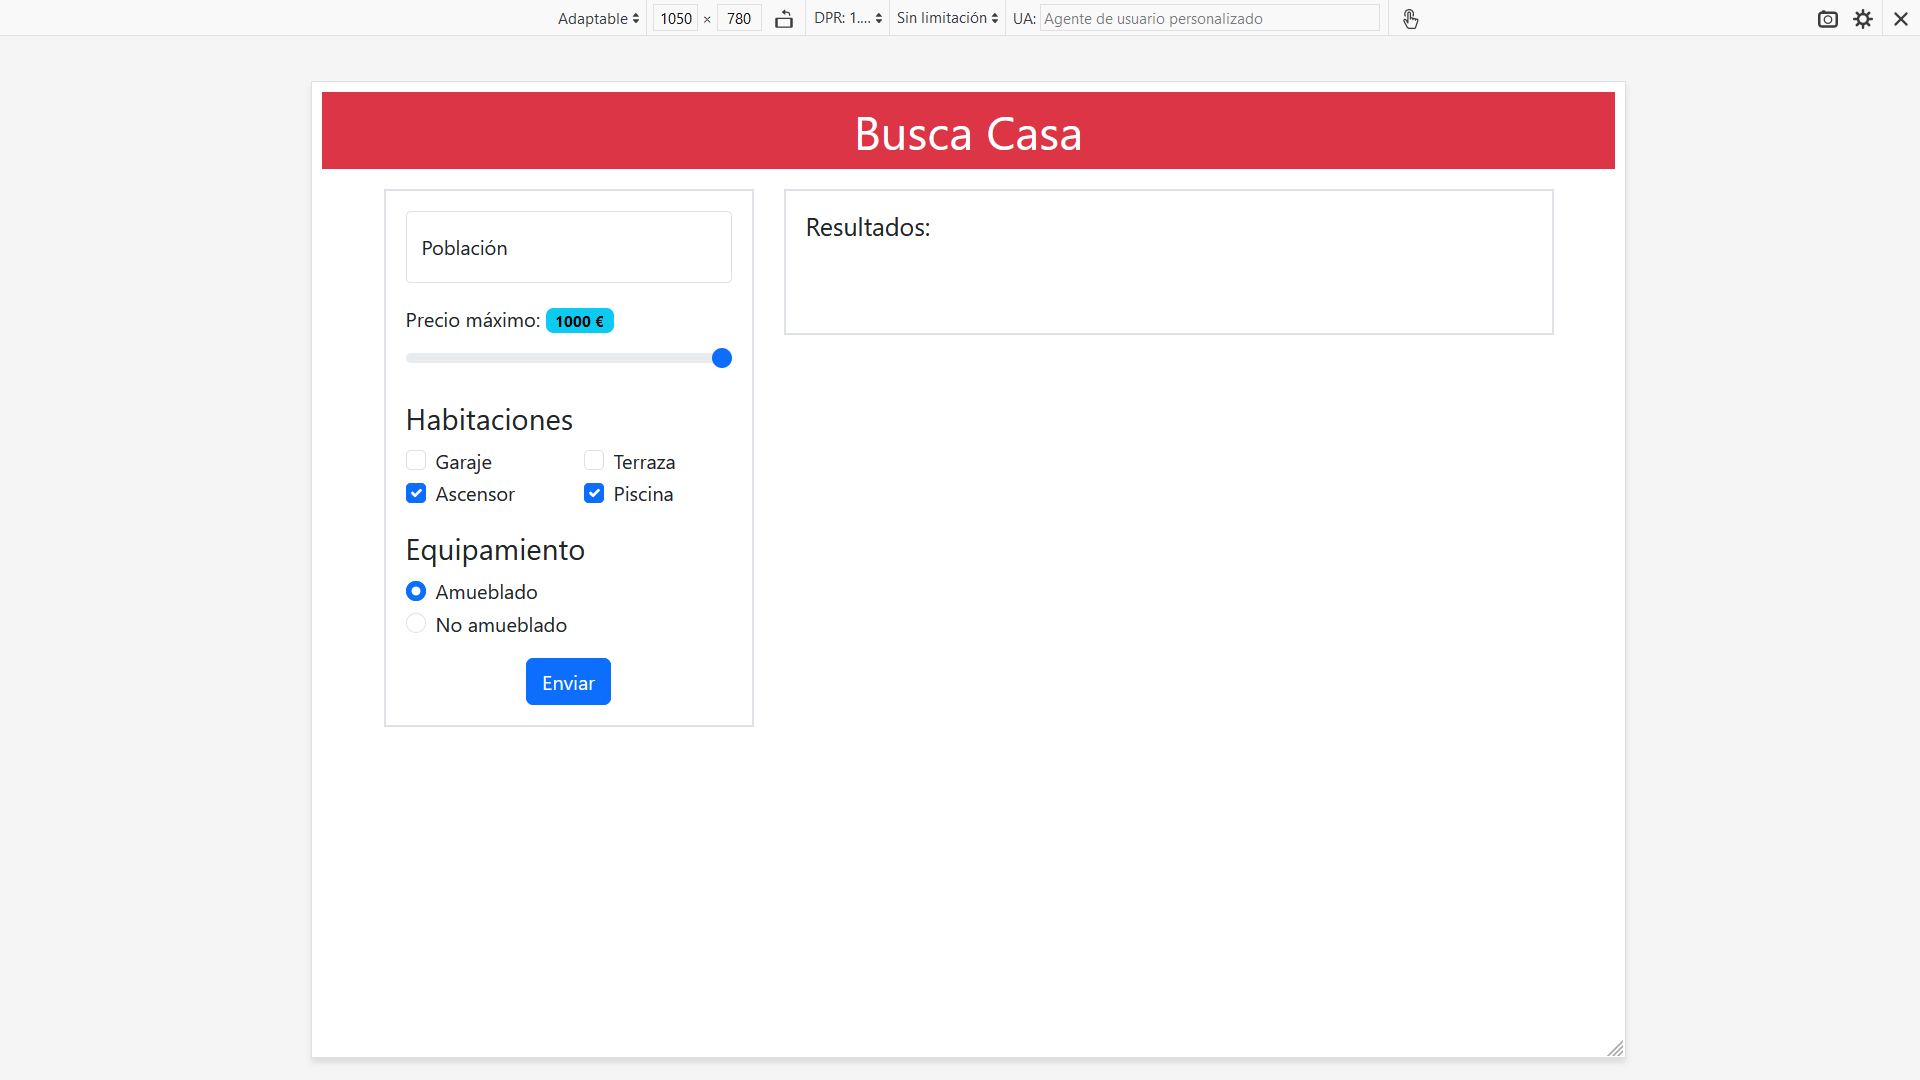 Adaptable 1050 × 780 DPR: 1.... Sin limitación UA: Agente de usuario personalizado
Busca Casa
Población
Precio máximo: 1000 €
Habitaciones
Garaje Terraza
Ascensor Piscina
Equipamiento
Amueblado
No amueblado
Enviar
Resultados: